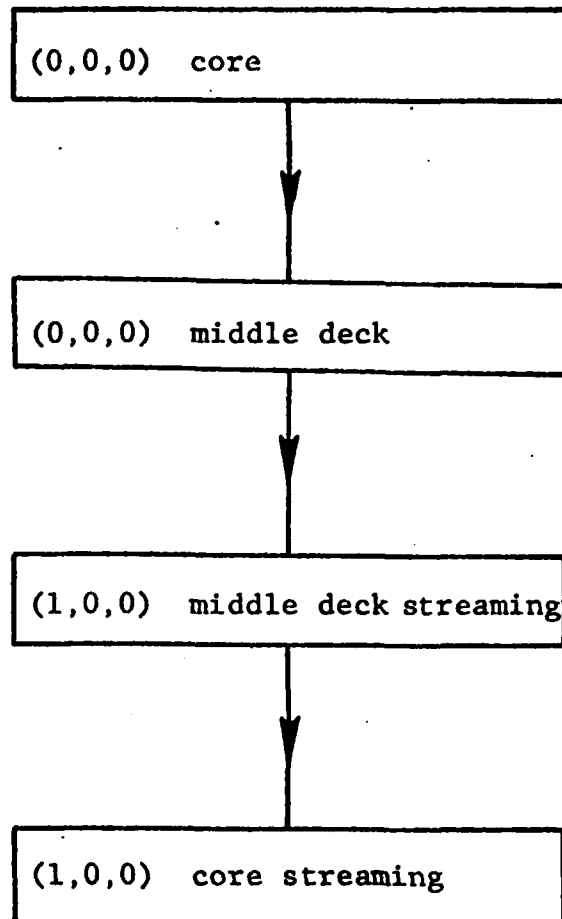 (0,0,0) core
(0,0,0) middle deck
(1,0,0) middle deck streaming
(1,0,0) core streaming